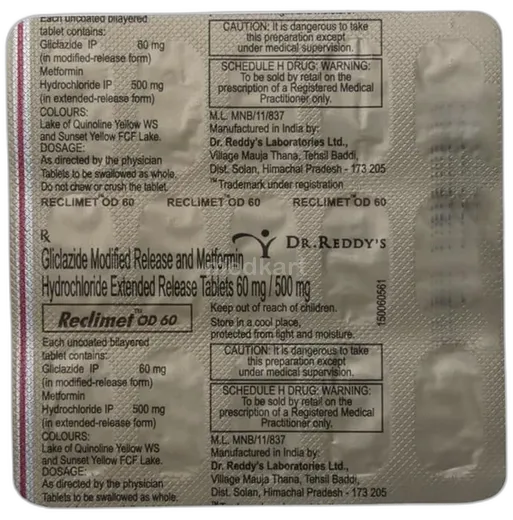 Each uncoated bilayered
tablet contains:
Gliclazide IP 60 mg
(in modified-release form)
Metformin
Hydrochloride IP 500 mg
(in extended-release form)
COLOURS:
Lake of Quinoline Yellow WS
and Sunset Yellow FCF Lake.
DOSAGE:
As directed by the physician
Tablets to be swallowed as whole.
Do not chew or crush the tablet.
CAUTION: It is dangerous to take
this preparation except
under medical supervision.
SCHEDULE H DRUG: WARNING:
To be sold by retail on the
prescription of a Registered Medical
Practitioner only.
M.L. MNB/11/837
Manufactured in India by:
Dr. Reddy's Laboratories Ltd.,
Village Mauja Thana, Tehsil Baddi,
Dist. Solan, Himachal Pradesh - 173 205
™Trademark under registration
RECLIMET™OD 60 RECLIMET™OD 60 RECLIMET™OD 60
Rx
DR.REDDY'S
Gliclazide Modified Release and Metformin
Hydrochloride Extended Release Tablets 60 mg / 500 mg
medkart
Reclimet™ OD 60
Keep out of reach of children.
Store in a cool place,
protected from light and moisture.
150060561
Each uncoated bilayered
tablet contains:
Gliclazide IP 60 mg
(in modified-release form)
Metformin
Hydrochloride IP 500 mg
(in extended-release form)
COLOURS:
Lake of Quinoline Yellow WS
and Sunset Yellow FCF Lake.
DOSAGE:
As directed by the physician
Tablets to be swallowed as whole.
CAUTION: It is dangerous to take
this preparation except
under medical supervision.
SCHEDULE H DRUG: WARNING:
To be sold by retail on the
prescription of a Registered Medical
Practitioner only.
M.L. MNB/11/837
Manufactured in India by:
Dr. Reddy's Laboratories Ltd.,
Village Mauja Thana, Tehsil Baddi,
Dist. Solan, Himachal Pradesh - 173 205